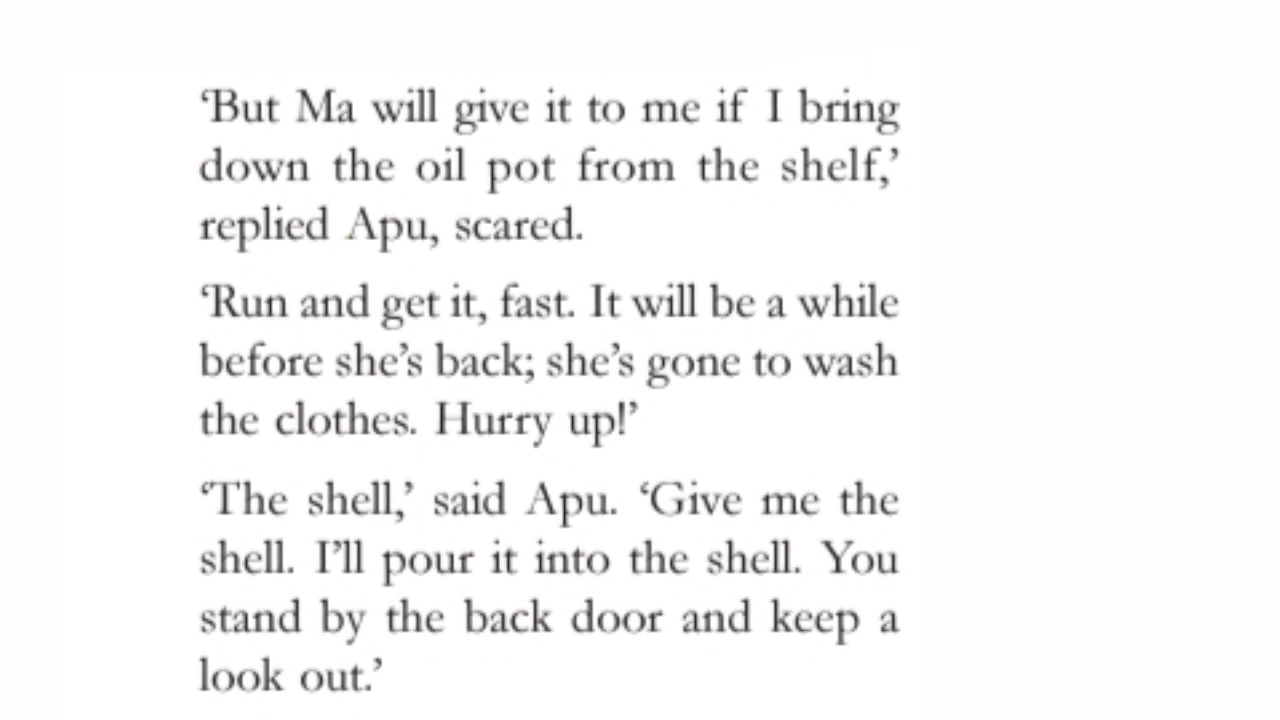 ‘But Ma will give it to me if I bring
down the oil pot from the shelf,’
replied Apu, scared.
‘Run and get it, fast. It will be a while
before she’s back; she’s gone to wash
the clothes. Hurry up!’
‘The shell,’ said Apu. ‘Give me the
shell. I’ll pour it into the shell. You
stand by the back door and keep a
look out.’